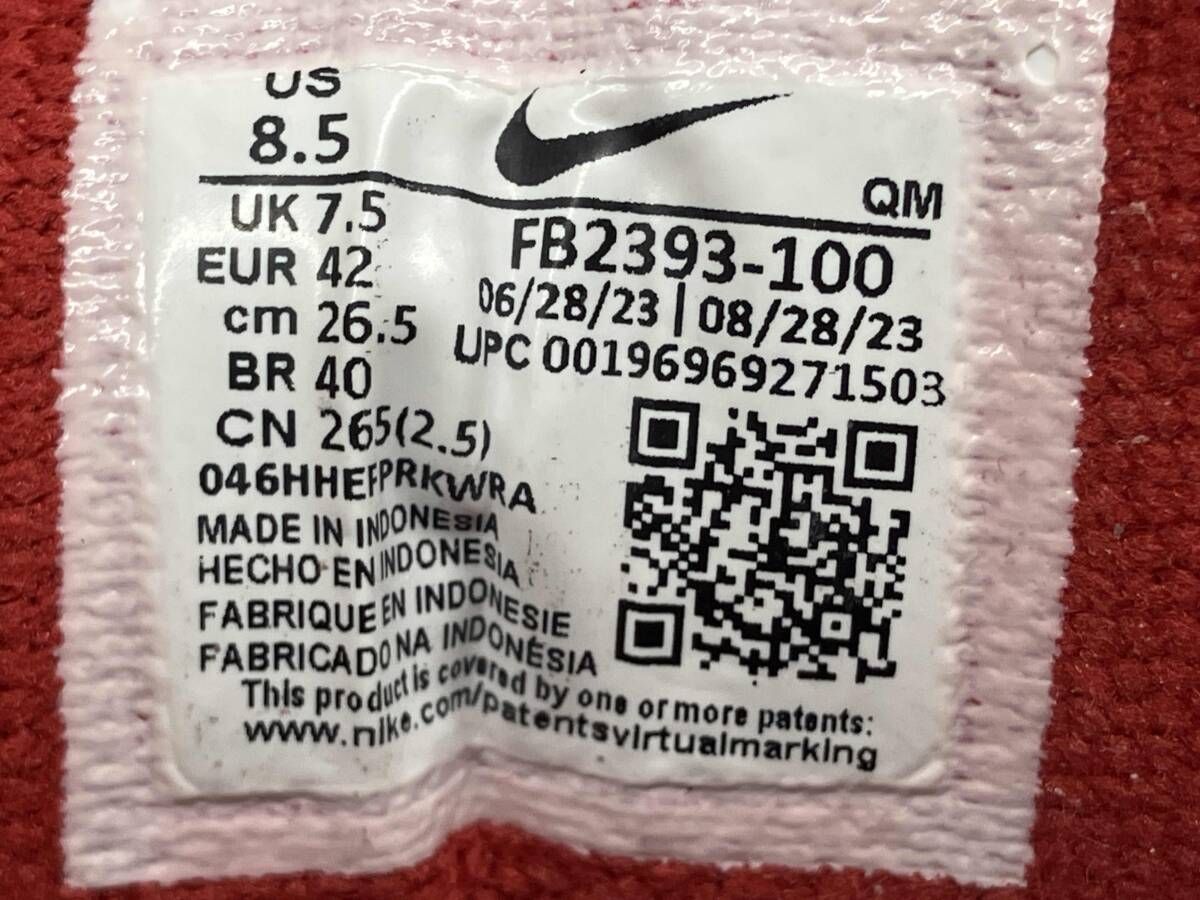 US
8.5
QM
UK 7.5
EUR 42
cm 26.5
BR 40
CN 265(2.5)
FB2393-100
06/28/23 | 08/28/23
UPC 00196969271503
046HHEFPRKWRA
MADE IN INDONESIA
HECHO EN INDONESIA
FABRIQUE EN INDONESIE
FABRICADO NA INDONÉSIA
This product is covered by one or more patents:
www.nike.com/patentsvirtualmarking